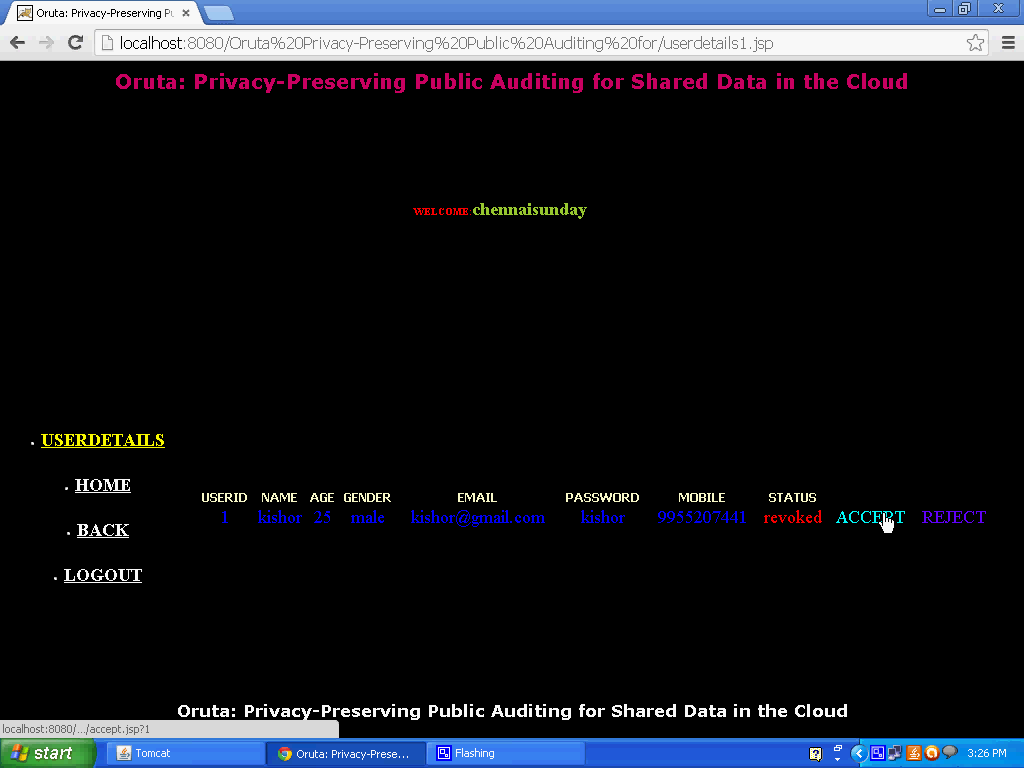 Oruta: Privacy-Preserving Pu
localhost:8080/Oruta%20Privacy-Preserving%20Public%20Auditing%20for/userdetails1.jsp
Oruta: Privacy-Preserving Public Auditing for Shared Data in the Cloud
WELCOME:chennaisunday
USERDETAILS
HOME
BACK
LOGOUT
USERID NAME AGE GENDER EMAIL PASSWORD MOBILE STATUS
1 kishor 25 male kishor@gmail.com kishor 9955207441 revoked ACCEPT REJECT
Oruta: Privacy-Preserving Public Auditing for Shared Data in the Cloud
localhost:8080/.../accept.jsp?1
start Tomcat Oruta: Privacy-Prese... Flashing 3:26 PM